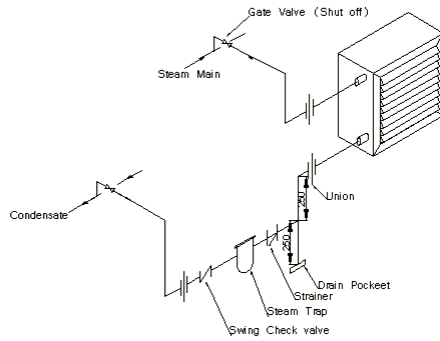 Gate Valve (Shut off)
Steam Main
Union
250
250
Condensate
Drain Pockeet
Strainer
Steam Trap
Swing Check valve